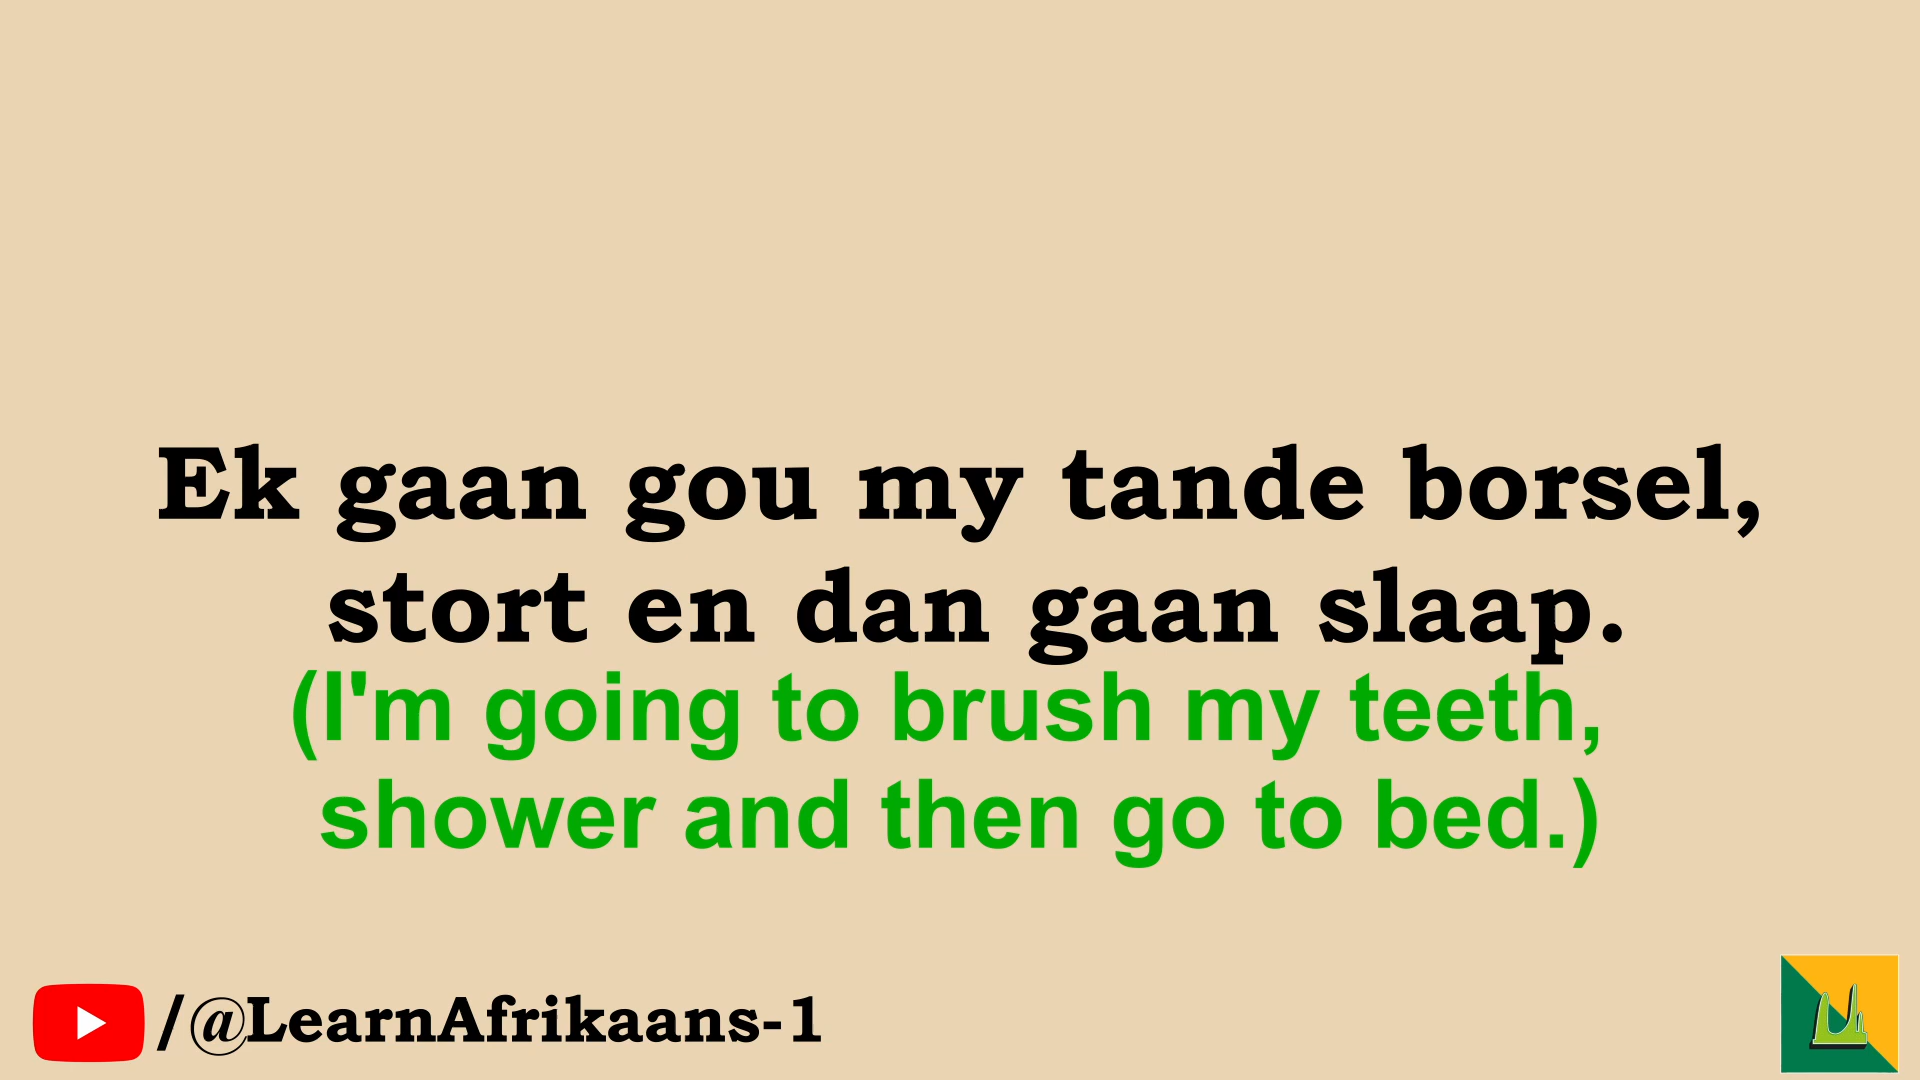 Ek gaan gou my tande borsel,
stort en dan gaan slaap.
(I'm going to brush my teeth,
shower and then go to bed.)
/@LearnAfrikaans-1